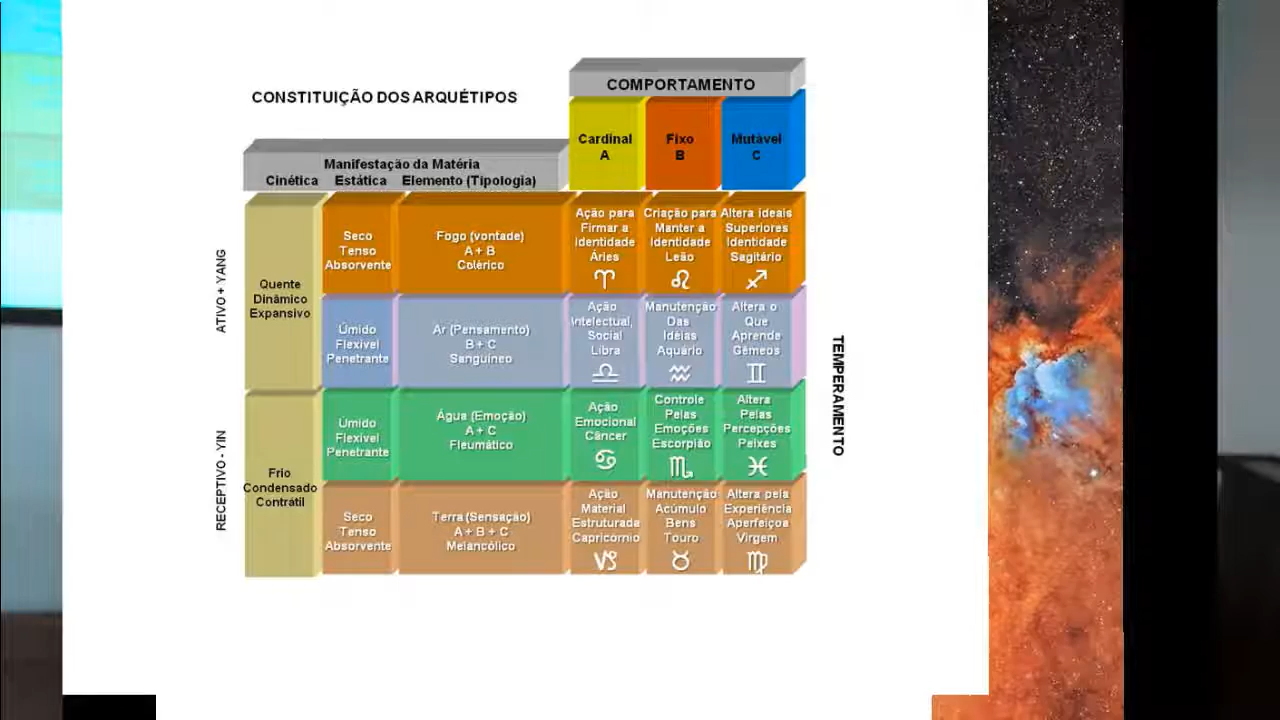 CONSTITUIÇÃO DOS ARQUÉTIPOS
COMPORTAMENTO
Cardinal
A
Fixo
B
Mutável
C
Manifestação da Matéria
Cinética Estática Elemento (Tipologia)
ATIVO + YANG
Quente
Dinâmico
Expansivo
Seco
Tenso
Absorvente
Fogo (vontade)
A + B
Colérico
Ação para
Firmar a
Identidade
Áries
♈
Criação para
Manter a
Identidade
Leão
♌
Altera ideais
Superiores
Identidade
Sagitário
♐
Úmido
Flexível
Penetrante
Ar (Pensamento)
B + C
Sanguíneo
Ação
Intelectual,
Social
Libra
♎
Manutenção
Das
Idéias
Aquário
♒
Altera o
Que
Aprende
Gêmeos
♊
RECEPTIVO - YIN
Frio
Condensado
Contrátil
Úmido
Flexível
Penetrante
Água (Emoção)
A + C
Fleumático
Ação
Emocional
Câncer
♋
Controle
Pelas
Emoções
Escorpião
♏
Altera
Pelas
Percepções
Peixes
♓
Seco
Tenso
Absorvente
Terra (Sensação)
A + B + C
Melancólico
Ação
Material
Estruturada
Capricórnio
♑
Manutenção
Acúmulo
Bens
Touro
♉
Altera pela
Experiência
Aperfeiçoa
Virgem
♍
TEMPERAMENTO